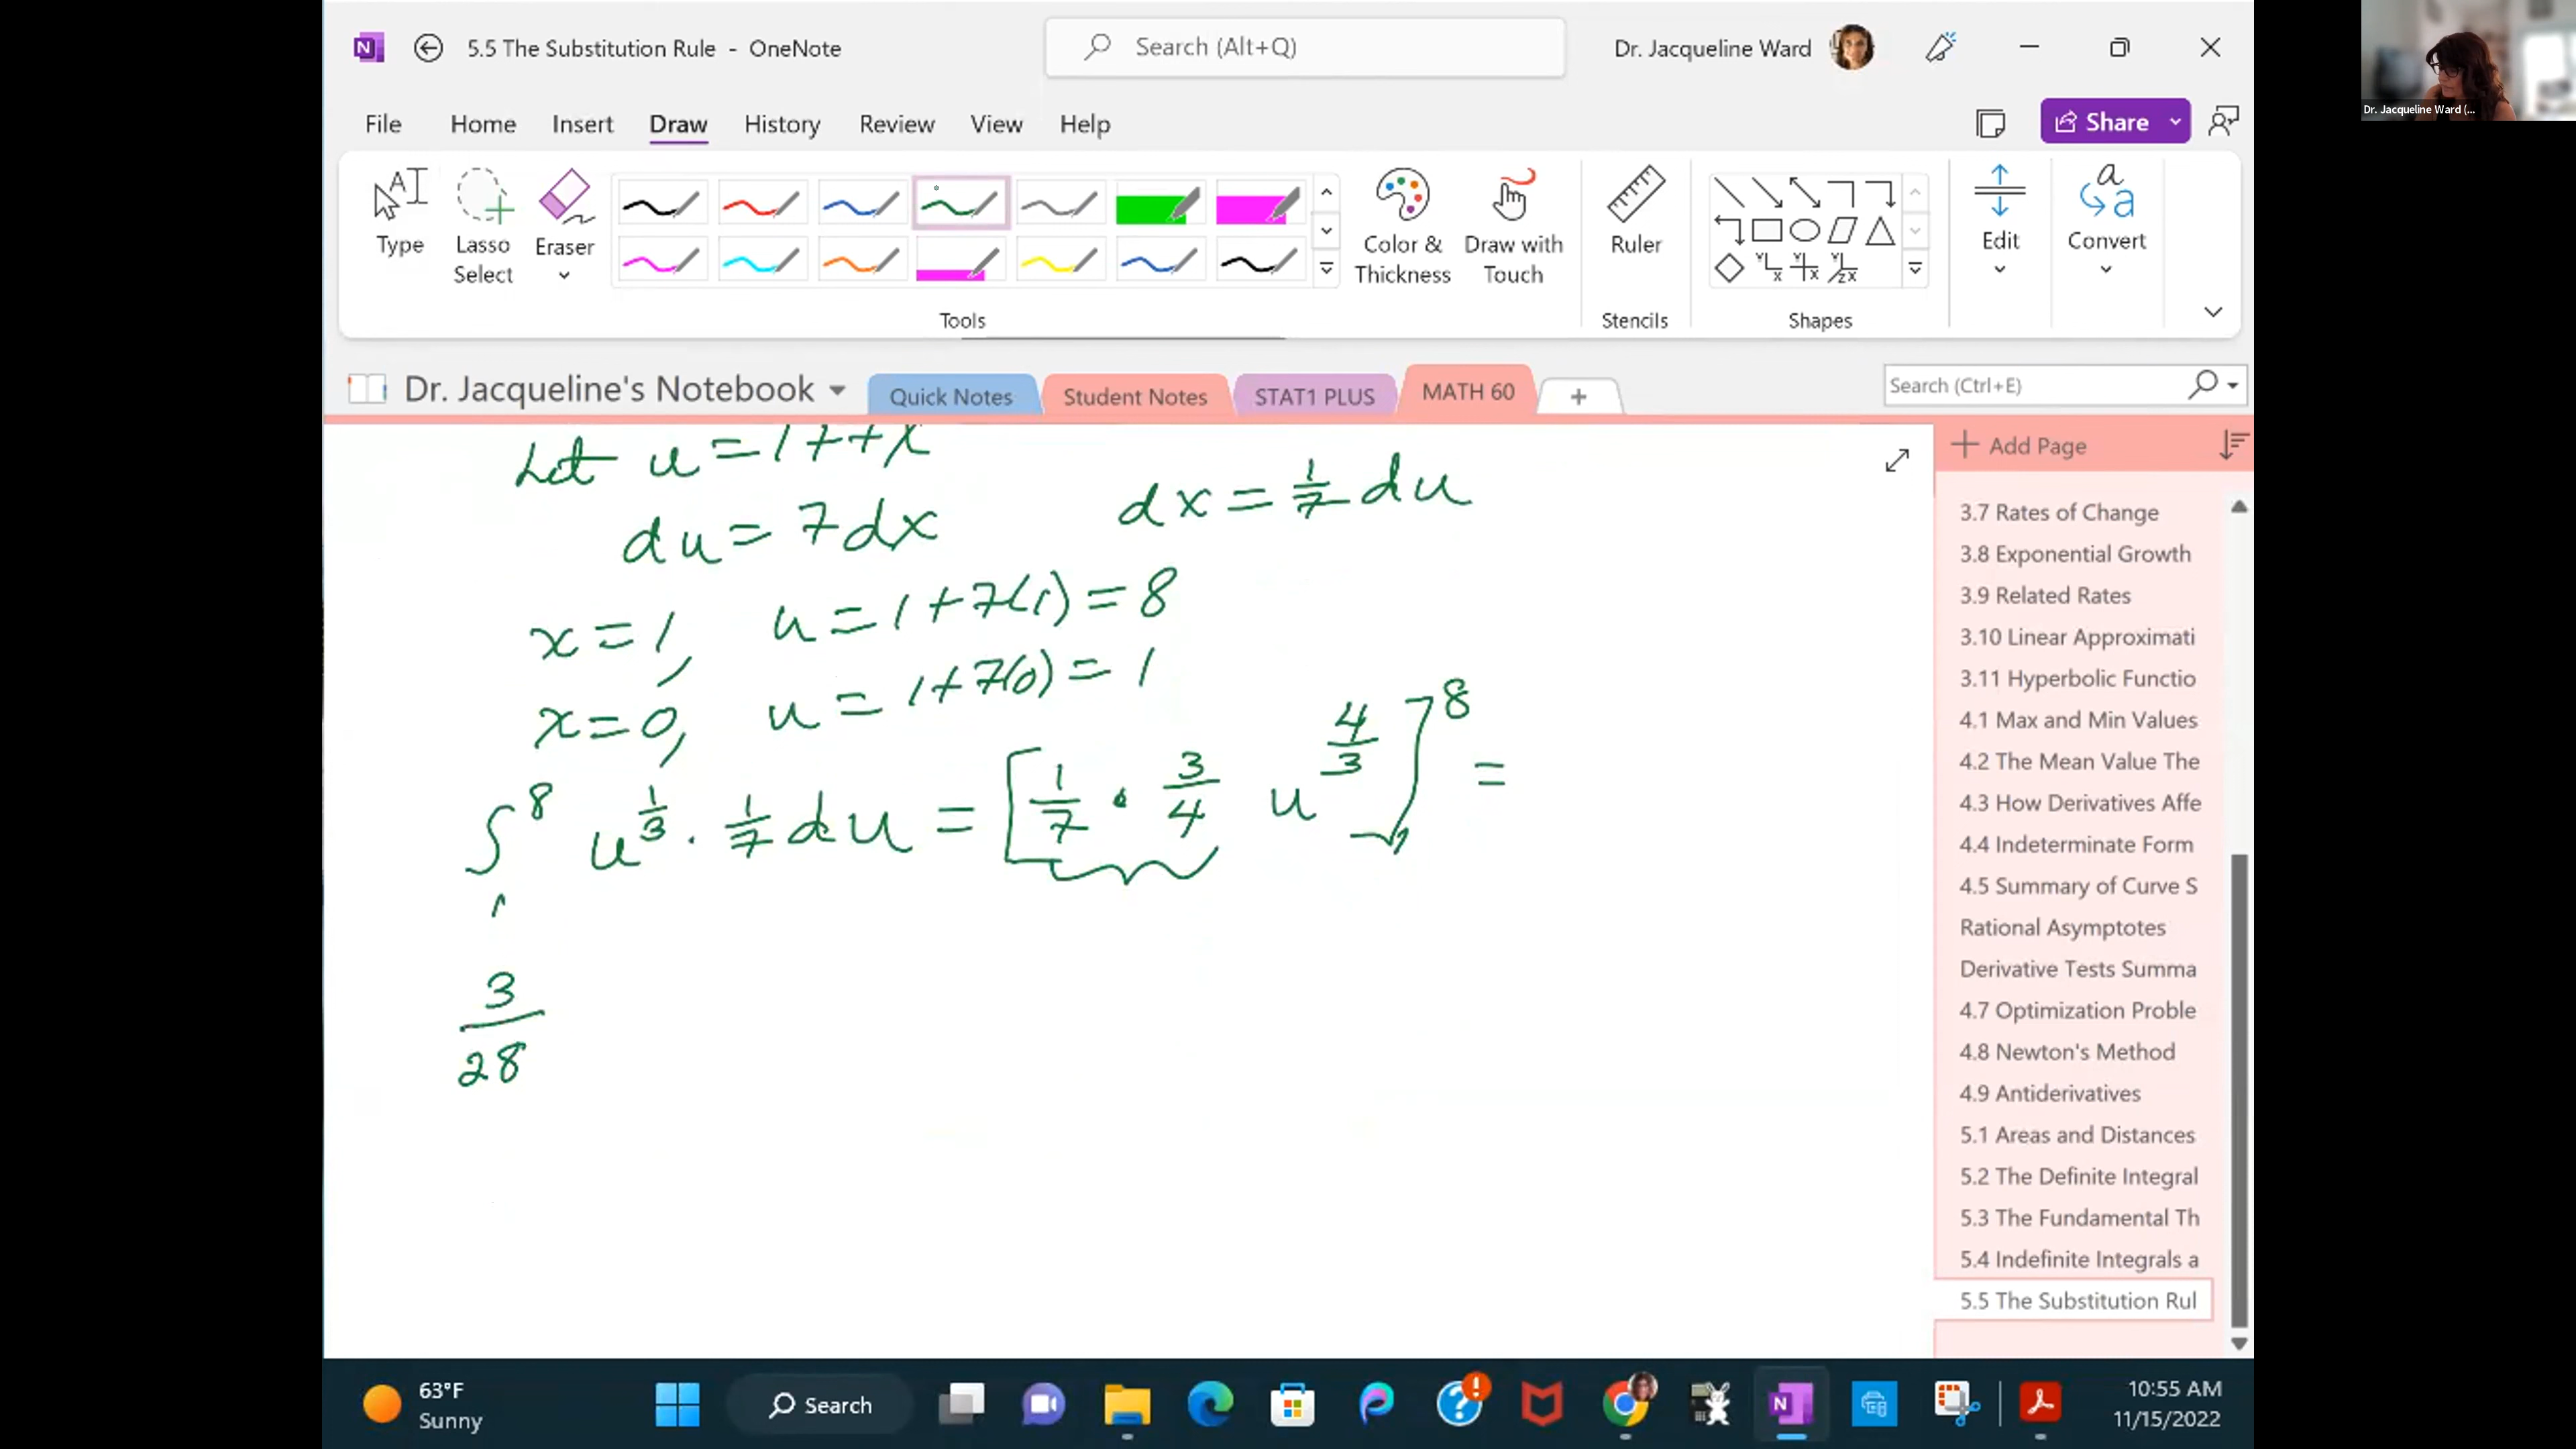 5.5 The Substitution Rule - OneNote
Search (Alt+Q)
Dr. Jacqueline Ward
Dr. Jacqueline Ward (...
File Home Insert Draw History Review View Help
Share
Type
Lasso Select
Eraser
Color & Thickness
Draw with Touch
Ruler
Edit
Convert
Tools
Stencils
Shapes
Dr. Jacqueline's Notebook
Quick Notes
Student Notes
STAT1 PLUS
MATH 60
+
Search (Ctrl+E)
Add Page
3.7 Rates of Change
3.8 Exponential Growth
3.9 Related Rates
3.10 Linear Approximati
3.11 Hyperbolic Functio
4.1 Max and Min Values
4.2 The Mean Value The
4.3 How Derivatives Affe
4.4 Indeterminate Form
4.5 Summary of Curve S
Rational Asymptotes
Derivative Tests Summa
4.7 Optimization Proble
4.8 Newton's Method
4.9 Antiderivatives
5.1 Areas and Distances
5.2 The Definite Integral
5.3 The Fundamental Th
5.4 Indefinite Integrals a
5.5 The Substitution Rul
Let u = 1 + 7x
du = 7dx dx = 1/7 du
x = 1, u = 1 + 7(1) = 8
x = 0, u = 1 + 7(0) = 1
∫₁⁸ u^(1/3) · 1/7 du = [1/7 · 3/4 u^(4/3)]⁸ =
3/28
63°F
Sunny
Search
10:55 AM
11/15/2022